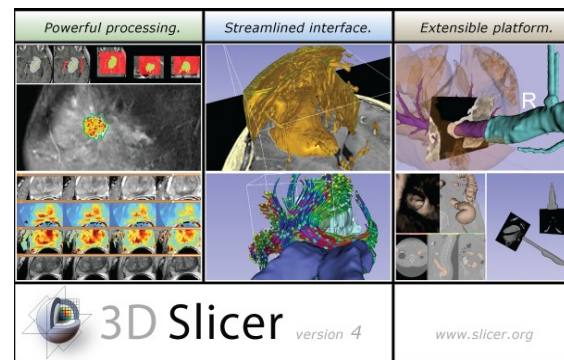 Powerful processing.
Streamlined interface.
Extensible platform.
R
3D Slicer version 4
www.slicer.org